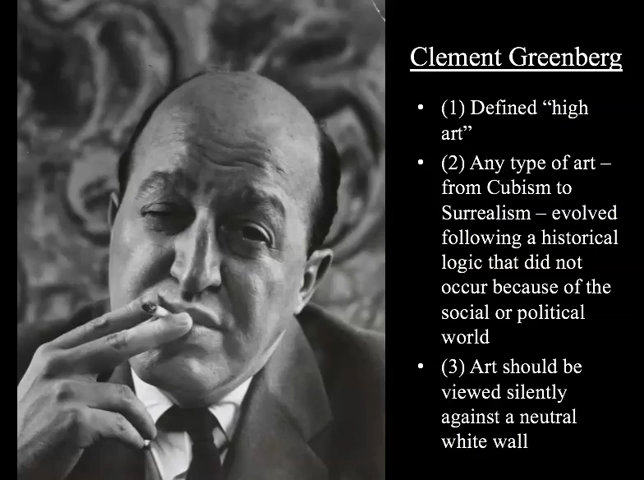 Clement Greenberg
• (1) Defined “high
art”
• (2) Any type of art –
from Cubism to
Surrealism – evolved
following a historical
logic that did not
occur because of the
social or political
world
• (3) Art should be
viewed silently
against a neutral
white wall